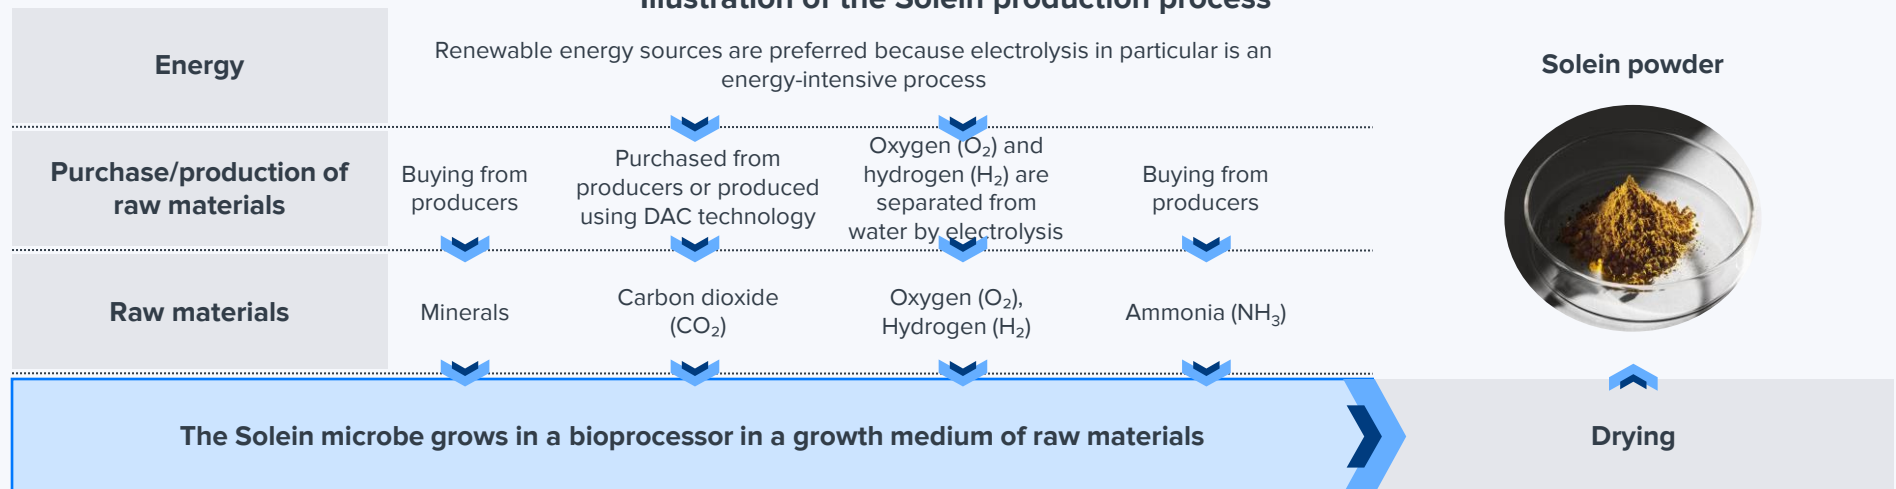 Illustration of the Solein production process
Energy
Renewable energy sources are preferred because electrolysis in particular is an
energy-intensive process
Solein powder
Purchase/production of
raw materials
Buying from
producers
Purchased from
producers or produced
using DAC technology
Oxygen (O₂) and
hydrogen (H₂) are
separated from
water by electrolysis
Buying from
producers
Raw materials
Minerals
Carbon dioxide
(CO₂)
Oxygen (O₂),
Hydrogen (H₂)
Ammonia (NH₃)
The Solein microbe grows in a bioprocessor in a growth medium of raw materials
Drying